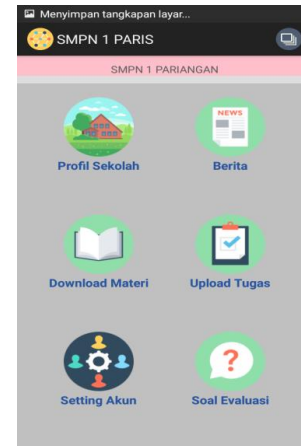 Menyimpan tangkapan layar...
SMPN 1 PARIS
SMPN 1 PARIANGAN
NEWS
Profil Sekolah
Berita
Download Materi
Upload Tugas
Setting Akun
Soal Evaluasi